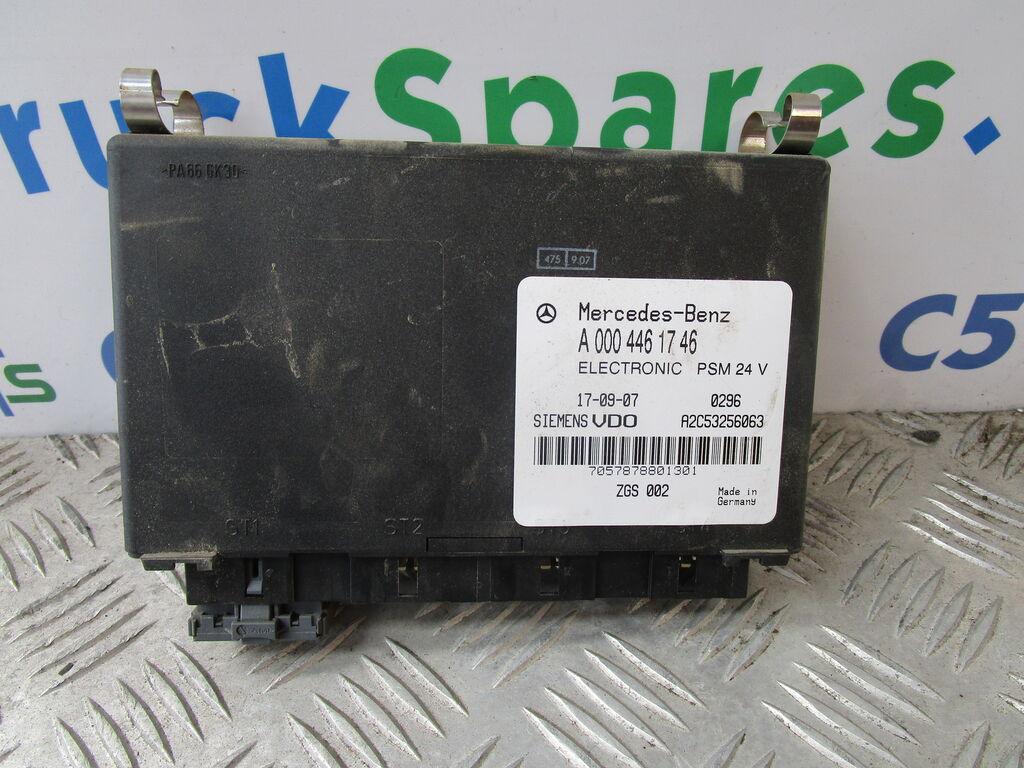 TruckSpares.
C5
>PA66 GK30<
475 9.07
Mercedes-Benz
A 000 446 17 46
ELECTRONIC PSM 24 V
17-09-07 0296
SIEMENS VDO A2C53256063
7057878801301
ZGS 002
Made in
Germany
ST1 ST2